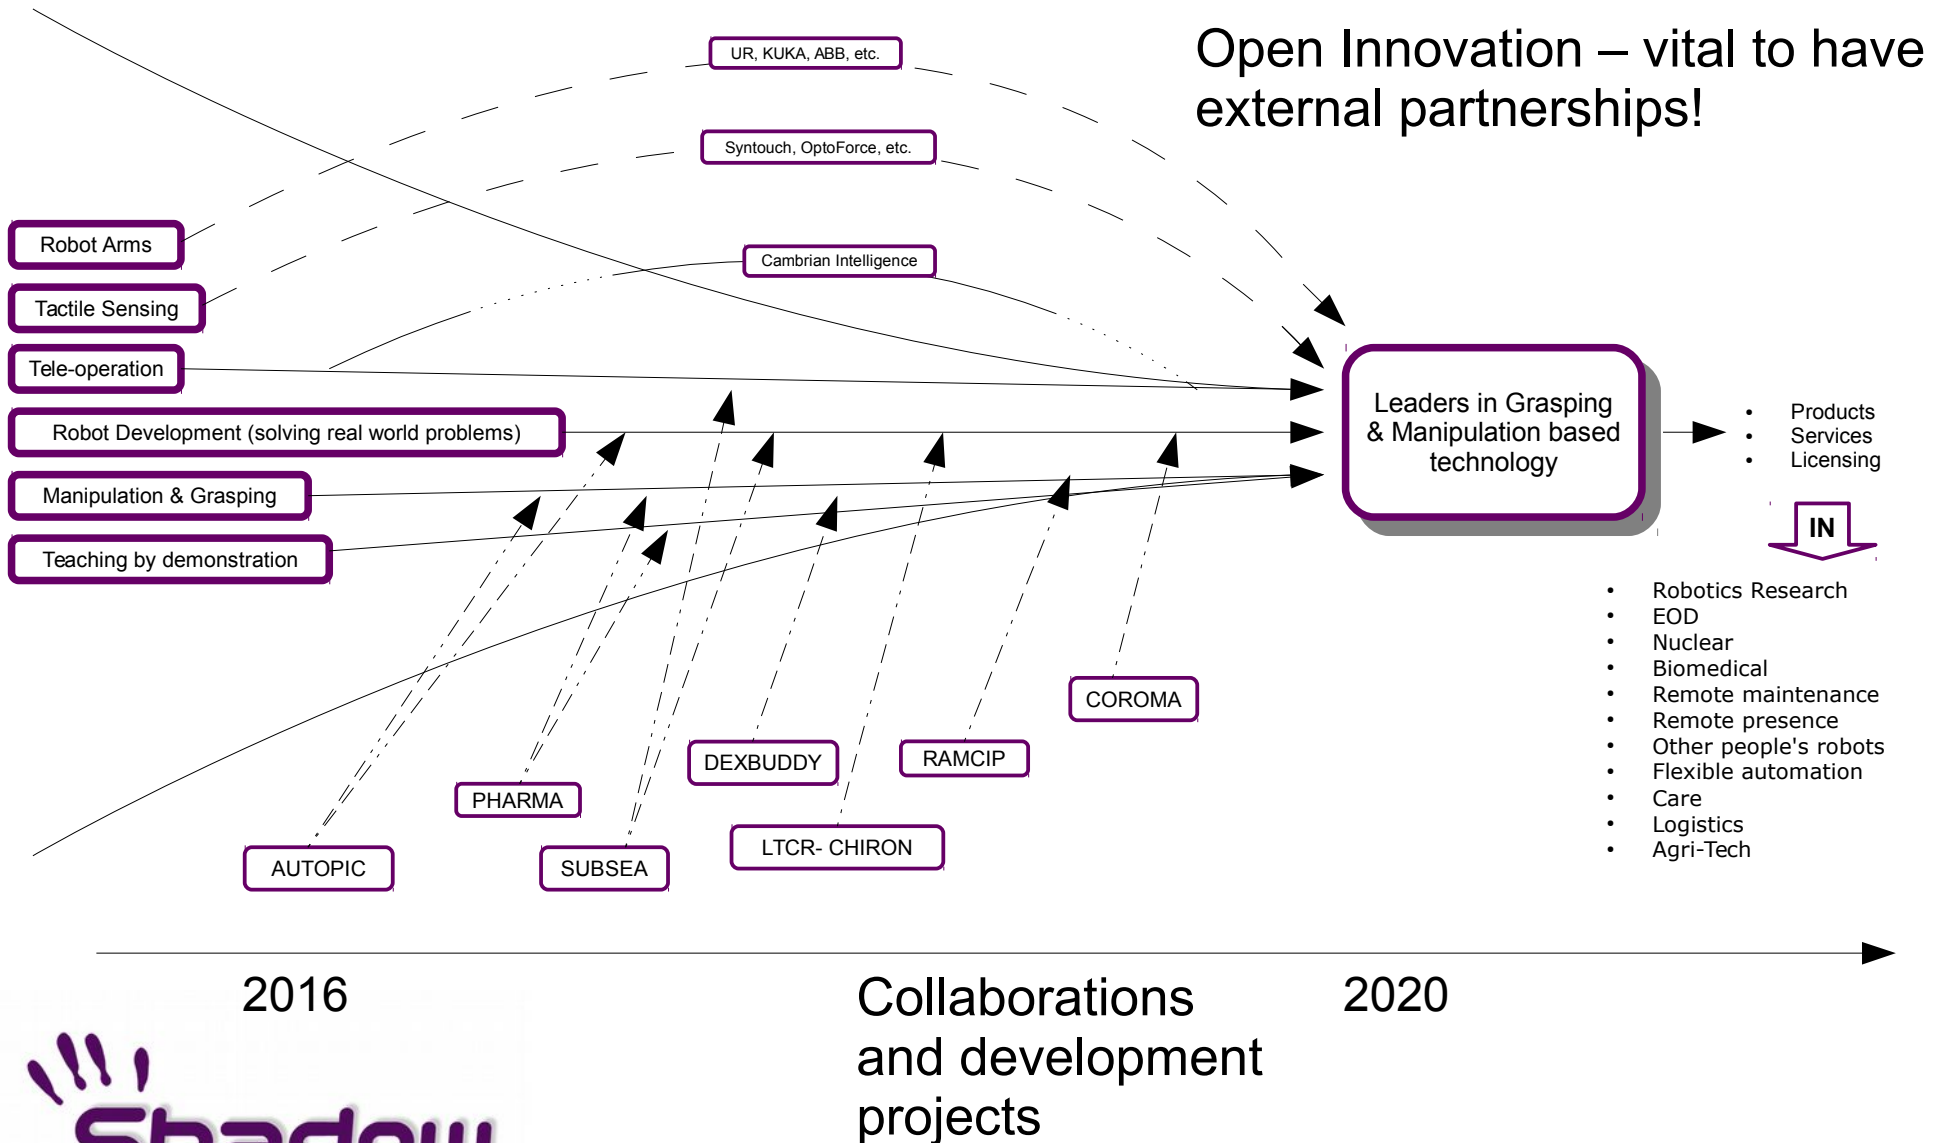 Open Innovation – vital to have
external partnerships!
UR, KUKA, ABB, etc.
Syntouch, OptoForce, etc.
Cambrian Intelligence
Robot Arms
Tactile Sensing
Tele-operation
Robot Development (solving real world problems)
Manipulation & Grasping
Teaching by demonstration
Leaders in Grasping
& Manipulation based
technology
• Products
• Services
• Licensing
IN
• Robotics Research
• EOD
• Nuclear
• Biomedical
• Remote maintenance
• Remote presence
• Other people's robots
• Flexible automation
• Care
• Logistics
• Agri-Tech
COROMA
RAMCIP
DEXBUDDY
PHARMA
LTCR- CHIRON
SUBSEA
AUTOPIC
2016
Collaborations
and development
projects
2020
Shadow